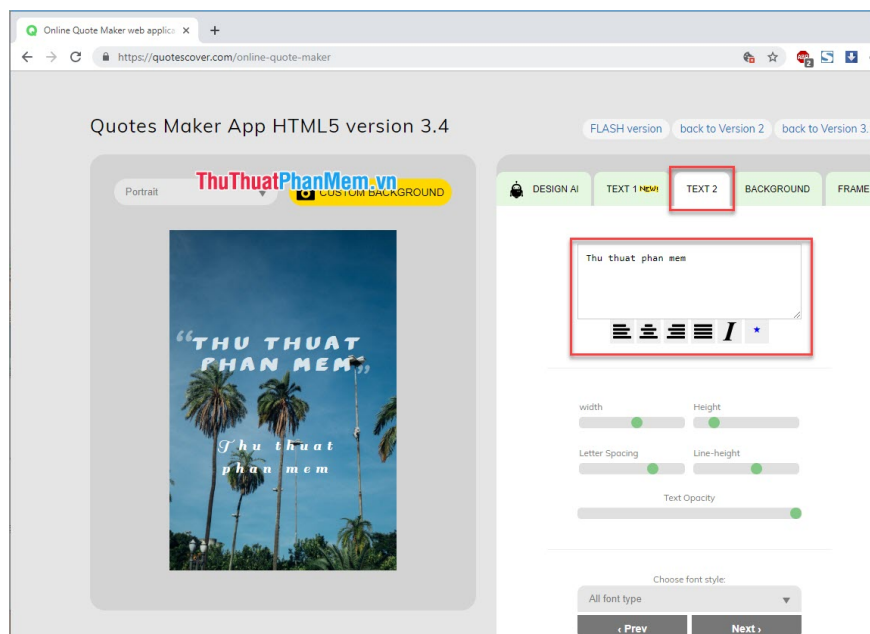 Online Quote Maker web applic
https://quotescover.com/online-quote-maker
2
Quotes Maker App HTML5 version 3.4
FLASH version
back to Version 2
back to Version 3.
Portrait
CUSTOM BACKGROUND
ThuThuatPhanMem.vn
DESIGN AI
TEXT 1 NEW!
TEXT 2
BACKGROUND
FRAME
“THU THUAT
PHAN MEM„
Thu thuat
phan mem
Thu thuat phan mem
width
Height
Letter Spacing
Line-height
Text Opacity
Choose font style:
All font type
‹ Prev
Next ›